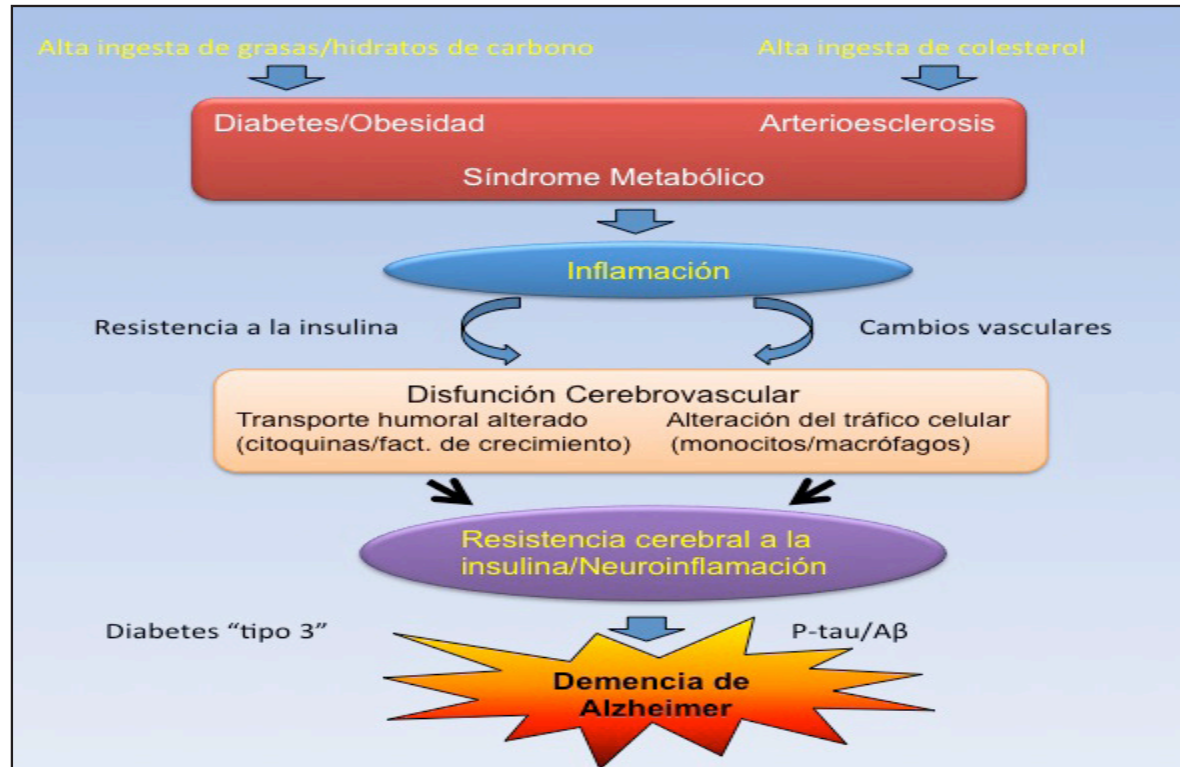 Alta ingesta de grasas/hidratos de carbono
Alta ingesta de colesterol
Diabetes/Obesidad
Arterioesclerosis
Síndrome Metabólico
Inflamación
Resistencia a la insulina
Cambios vasculares
Disfunción Cerebrovascular
Transporte humoral alterado
(citoquinas/fact. de crecimiento)
Alteración del tráfico celular
(monocitos/macrófagos)
Resistencia cerebral a la
insulina/Neuroinflamación
Diabetes “tipo 3”
P-tau/Aβ
Demencia de
Alzheimer